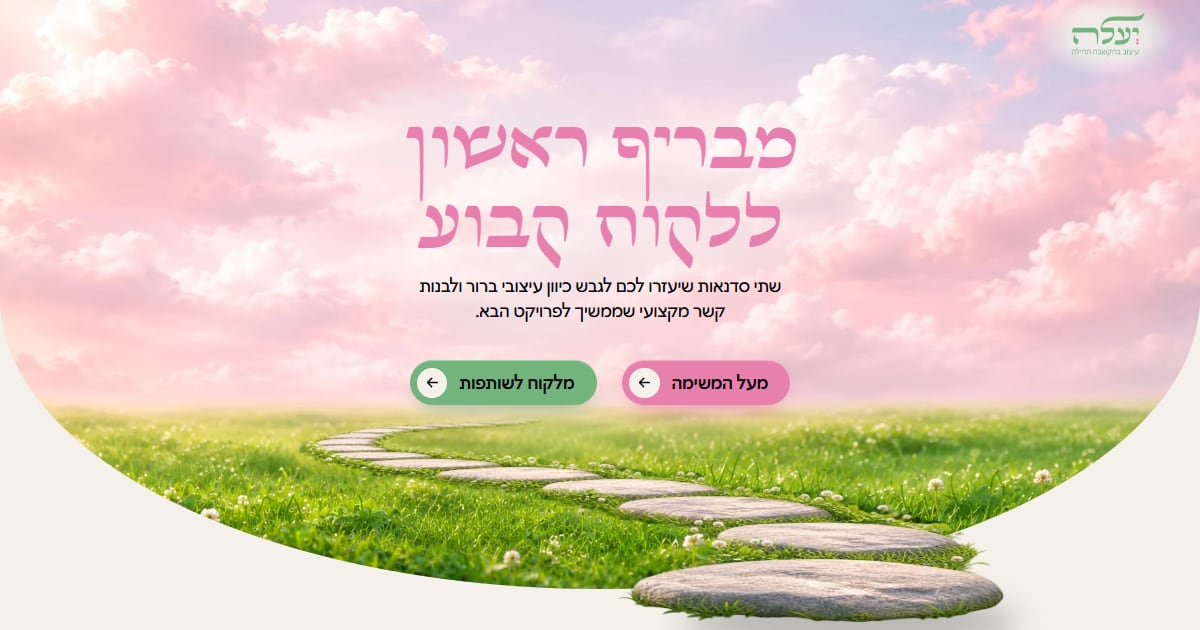 יעלה
עיצוב בהקשבה תחילה
מבריף ראשון
ללקוח קבוע
שתי סדנאות שיעזרו לכם לגבש כיוון עיצובי ברור ולבנות
קשר מקצועי שממשיך לפרויקט הבא.
מעל המשימה
מלקוח לשותפות